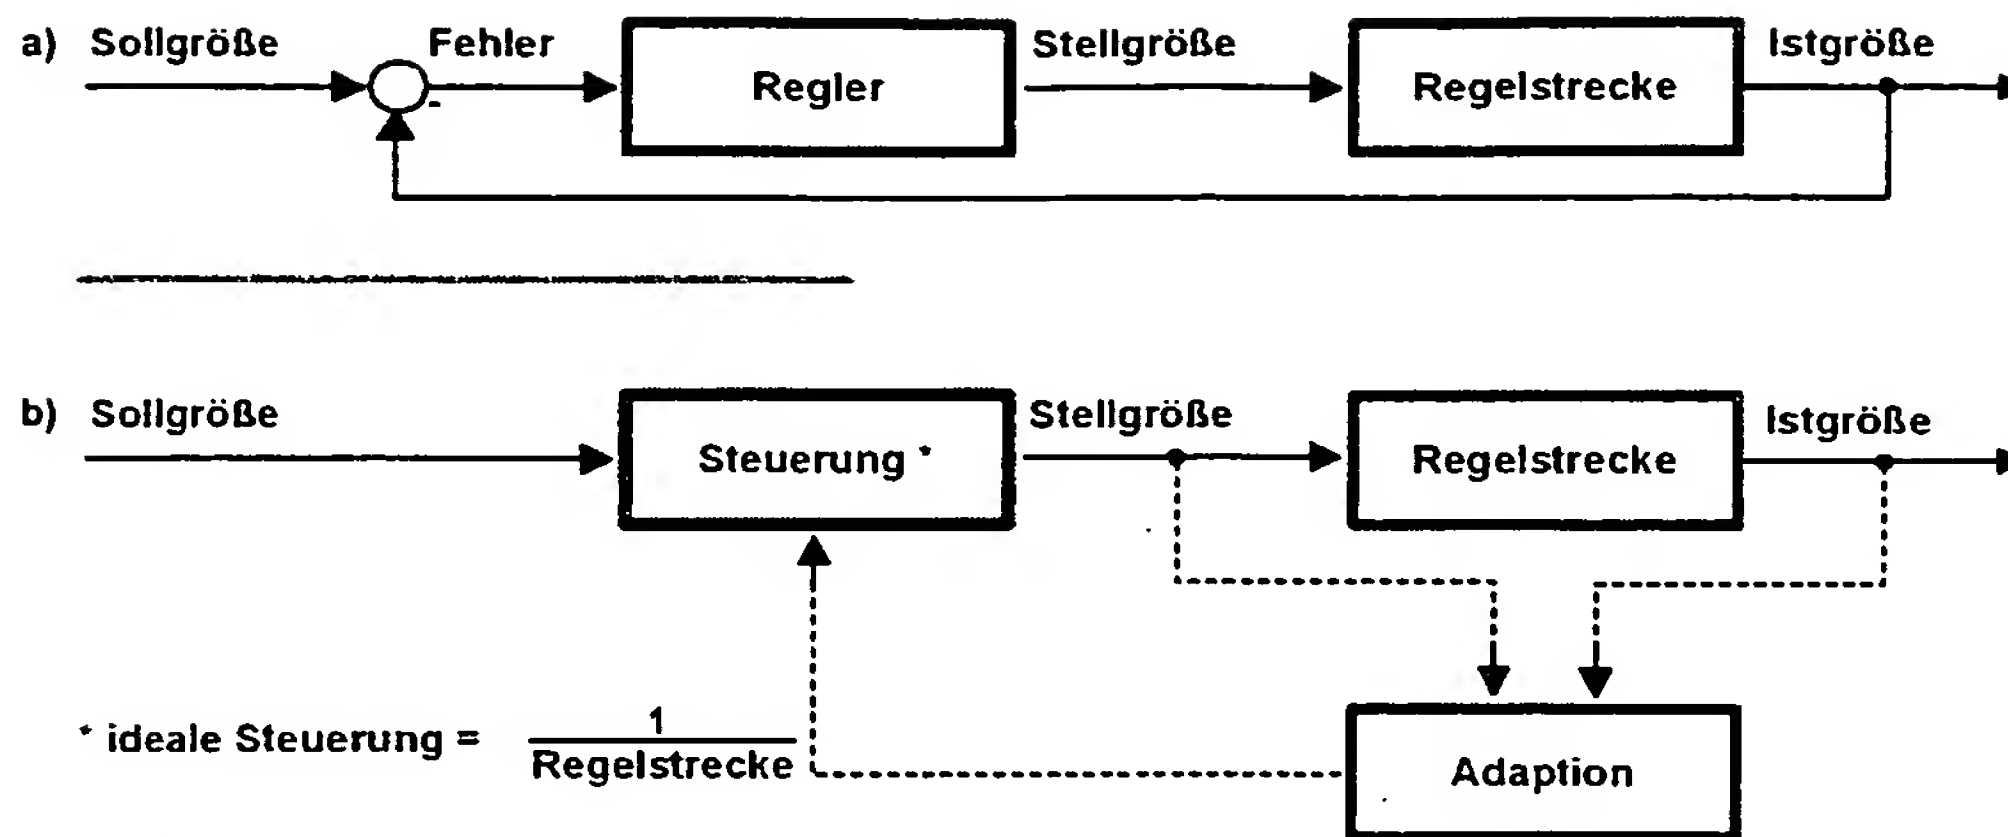 a) Sollgröße Fehler Regler Stellgröße Regelstrecke Istgröße
-
b) Sollgröße Steuerung * Stellgröße Regelstrecke Istgröße
* ideale Steuerung = 1
Regelstrecke
Adaption